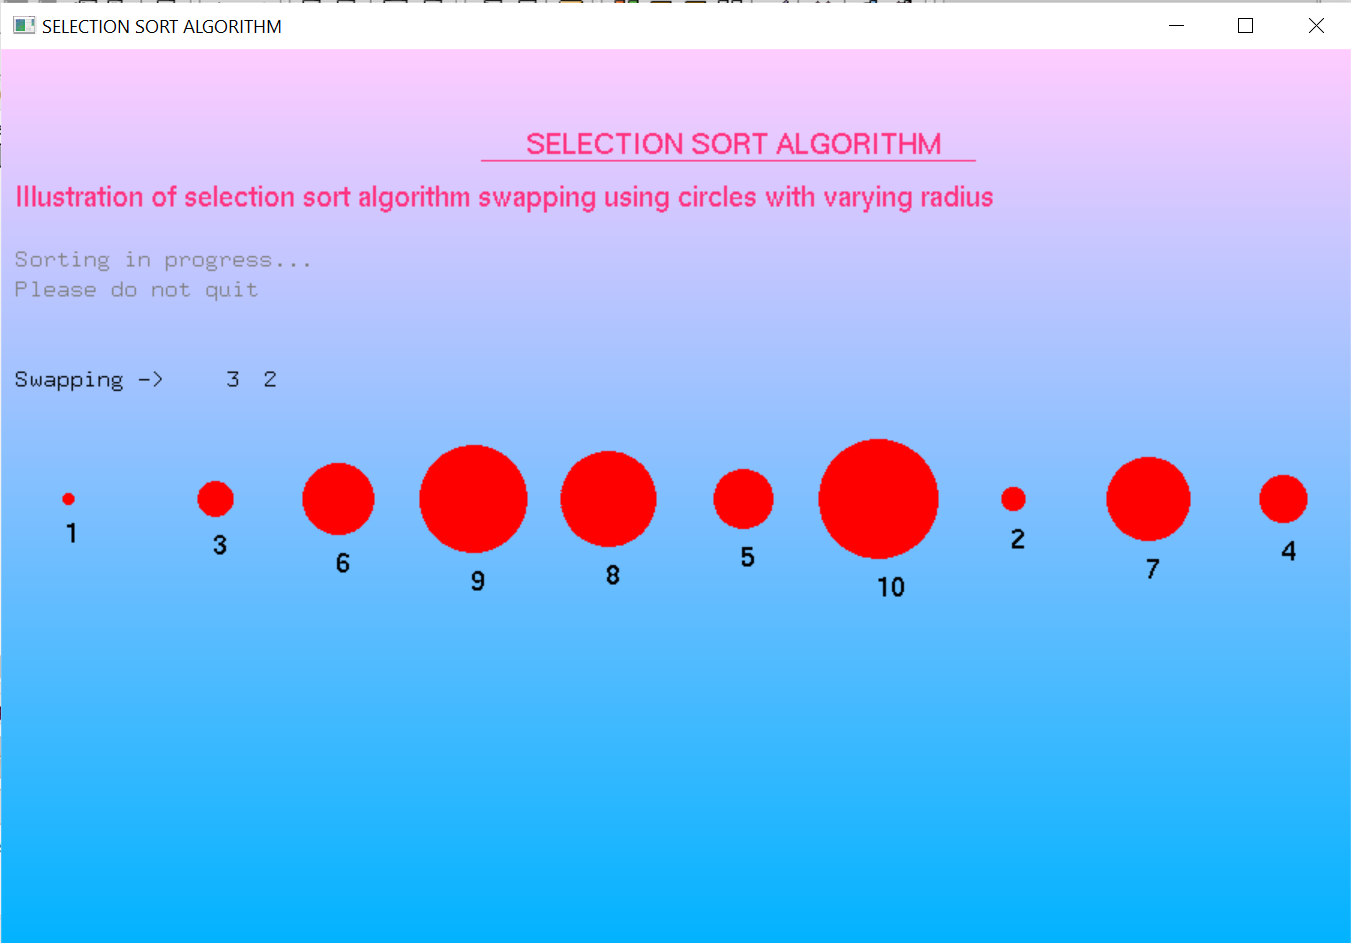 SELECTION SORT ALGORITHM
SELECTION SORT ALGORITHM
Illustration of selection sort algorithm swapping using circles with varying radius
Sorting in progress...
Please do not quit
Swapping -> 3 2
1 3 6 9 8 5 10 2 7 4